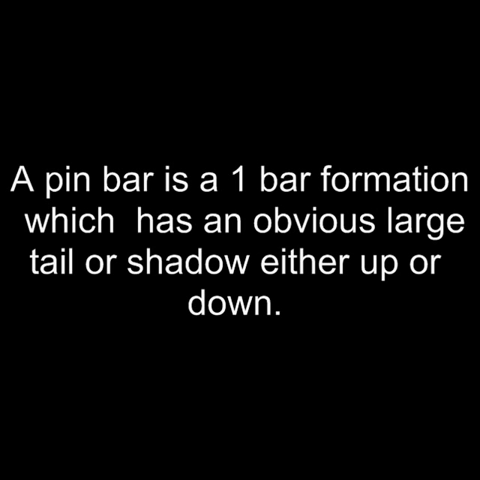 A pin bar is a 1 bar formation
which has an obvious large
tail or shadow either up or
down.